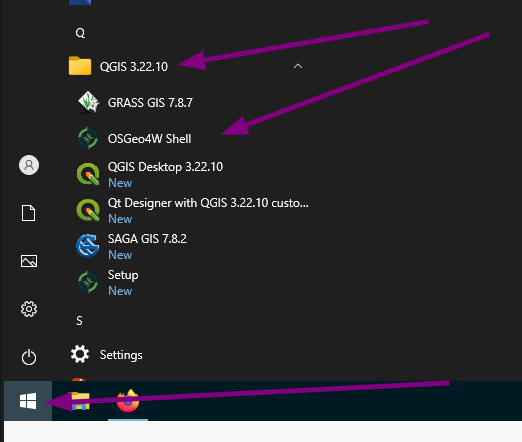 Q
QGIS 3.22.10
GRASS GIS 7.8.7
OSGeo4W Shell
QGIS Desktop 3.22.10
New
Qt Designer with QGIS 3.22.10 custo...
New
SAGA GIS 7.8.2
New
Setup
New
S
Settings